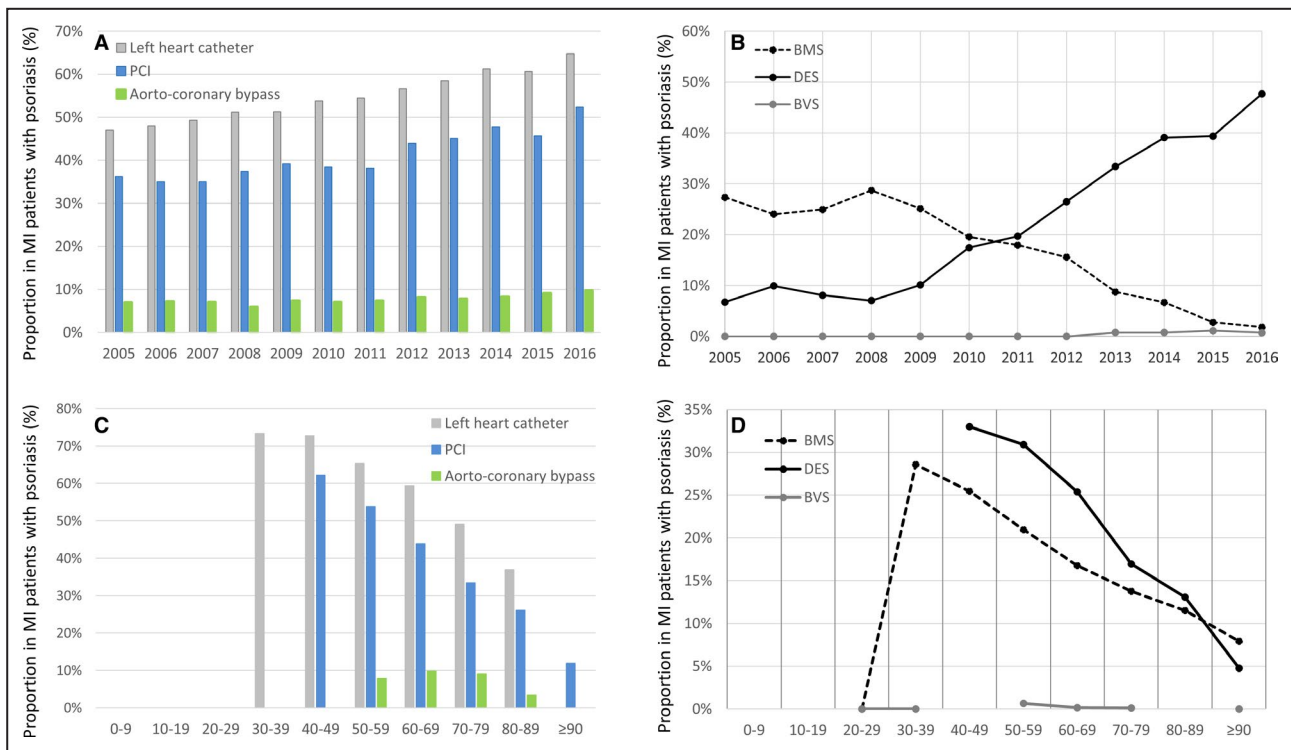 A
Proportion in MI patients with psoriasis (%)
70%
60%
50%
40%
30%
20%
10%
0%
Left heart catheter
PCI
Aorto-coronary bypass
2005 2006 2007 2008 2009 2010 2011 2012 2013 2014 2015 2016
B
Proportion in MI patients with psoriasis (%)
60%
50%
40%
30%
20%
10%
0%
BMS
DES
BVS
2005 2006 2007 2008 2009 2010 2011 2012 2013 2014 2015 2016
C
Proportion in MI patients with psoriasis (%)
80%
70%
60%
50%
40%
30%
20%
10%
0%
Left heart catheter
PCI
Aorto-coronary bypass
0-9 10-19 20-29 30-39 40-49 50-59 60-69 70-79 80-89 ≥90
D
Proportion in MI patients with psoriasis (%)
35%
30%
25%
20%
15%
10%
5%
0%
BMS
DES
BVS
0-9 10-19 20-29 30-39 40-49 50-59 60-69 70-79 80-89 ≥90